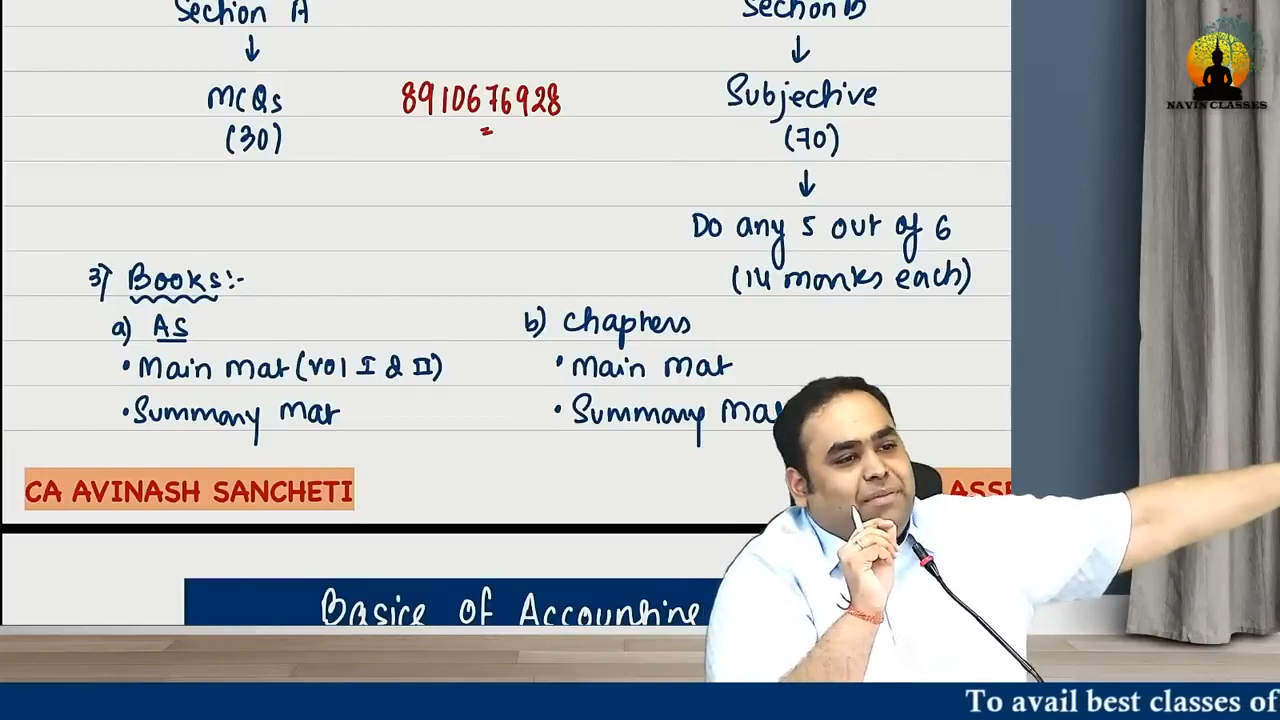 Section A
Section B
MCQs
8910676928
Subjective
(30)
(70)
Do any 5 out of 6
(14 marks each)
3) Books:-
a) AS
b) Chapters
• Main mat (Vol I & II)
• Main mat
• Summary mat
• Summary Mat
CA AVINASH SANCHETI
Basics of Accounting
NAVIN CLASSES
To avail best classes of